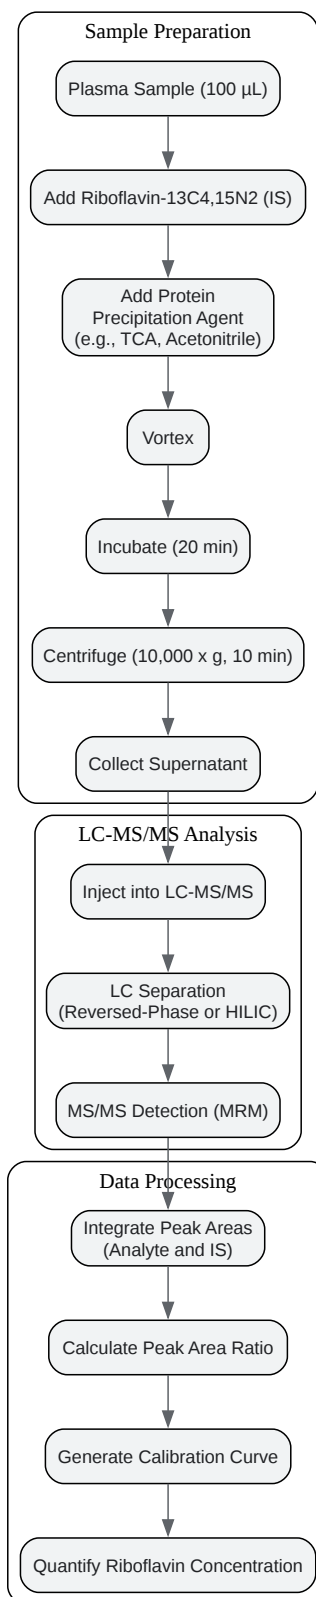 Sample Preparation
Plasma Sample (100 µL)
Add Riboflavin-13C4,15N2 (IS)
Add Protein
Precipitation Agent
(e.g., TCA, Acetonitrile)
Vortex
Incubate (20 min)
Centrifuge (10,000 x g, 10 min)
Collect Supernatant
LC-MS/MS Analysis
Inject into LC-MS/MS
LC Separation
(Reversed-Phase or HILIC)
MS/MS Detection (MRM)
Data Processing
Integrate Peak Areas
(Analyte and IS)
Calculate Peak Area Ratio
Generate Calibration Curve
Quantify Riboflavin Concentration